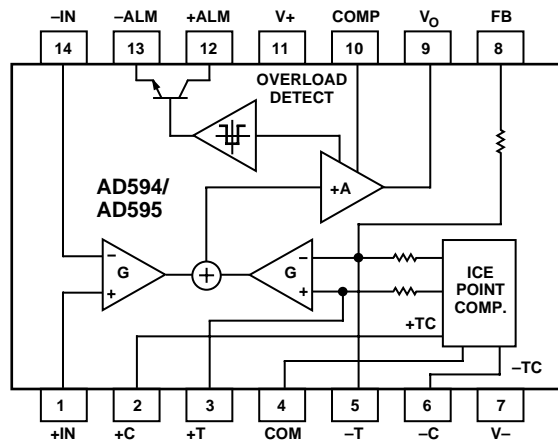 –IN –ALM +ALM V+ COMP VO FB
14 13 12 11 10 9 8
OVERLOAD
DETECT
+A
AD594/
AD595
– G +
G – +
+
ICE
POINT
COMP.
+TC
–TC
1 2 3 4 5 6 7
+IN +C +T COM –T –C V–